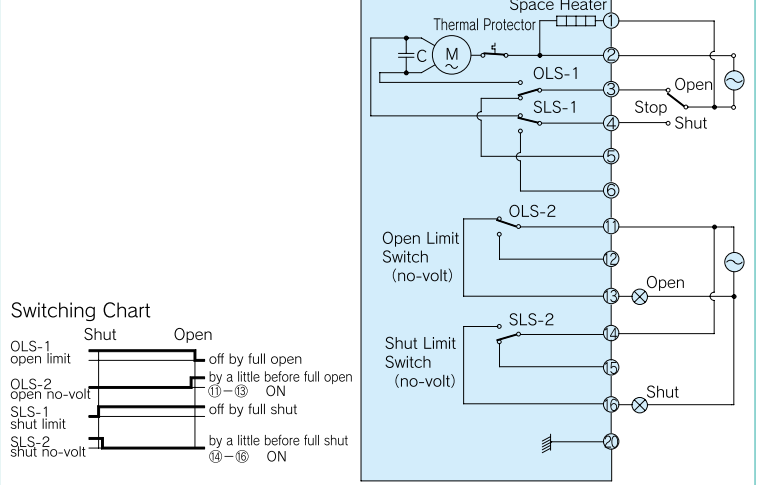 Space Heater
①
Thermal Protector
C
M
②
OLS-1
③
Open
SLS-1
Stop
④
Shut
⑤
⑥
OLS-2
⑪
Open Limit
Switch
(no-volt)
⑫
⑬
Open
SLS-2
⑭
Shut Limit
Switch
(no-volt)
⑮
⑯
Shut
⑳
Switching Chart
Shut
Open
OLS-1
open limit
off by full open
OLS-2
open no-volt
by a little before full open
⑪－⑬ ON
SLS-1
shut limit
off by full shut
SLS-2
shut no-volt
by a little before full shut
⑭－⑯ ON